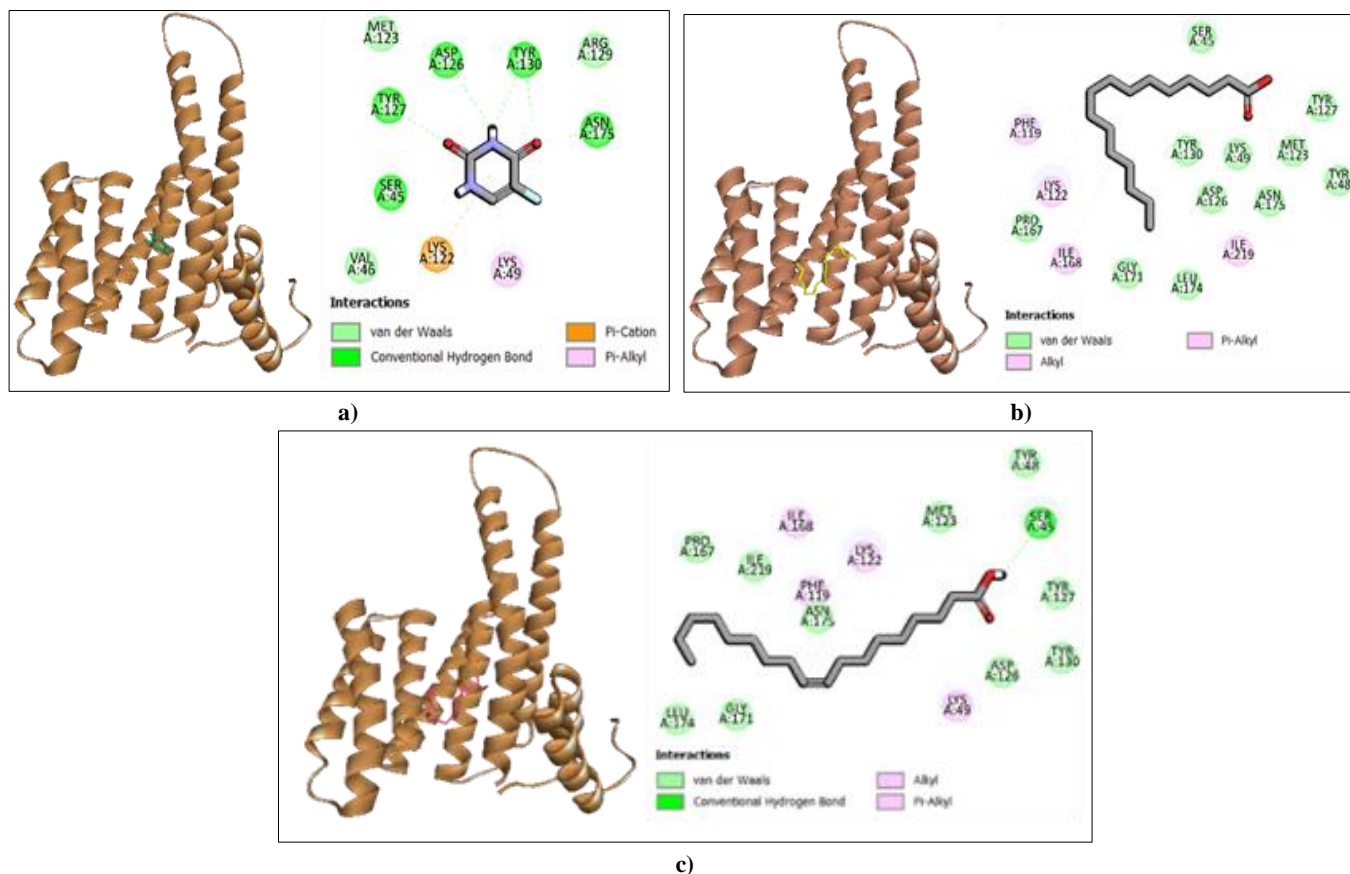 MET
A:123
ASP
A:126
TYR
A:130
ARG
A:129
TYR
A:127
ASN
A:175
SER
A:45
VAL
A:46
LYS
A:122
LYS
A:49
Interactions
van der Waals
Conventional Hydrogen Bond
Pi-Cation
Pi-Alkyl
a)
SER
A:45
PHE
A:119
TYR
A:127
TYR
A:130
LYS
A:49
MET
A:123
LYS
A:122
TYR
A:48
ASP
A:126
ASN
A:175
PRO
A:167
ILE
A:168
ILE
A:219
GLY
A:171
LEU
A:174
Interactions
van der Waals
Alkyl
Pi-Alkyl
b)
TYR
A:48
ILE
A:168
MET
A:123
SER
A:45
PRO
A:167
ILE
A:219
LYS
A:122
PHE
A:119
ASN
A:175
TYR
A:127
ASP
A:126
TYR
A:130
LYS
A:49
LEU
A:174
GLY
A:171
Interactions
van der Waals
Conventional Hydrogen Bond
Alkyl
Pi-Alkyl
c)